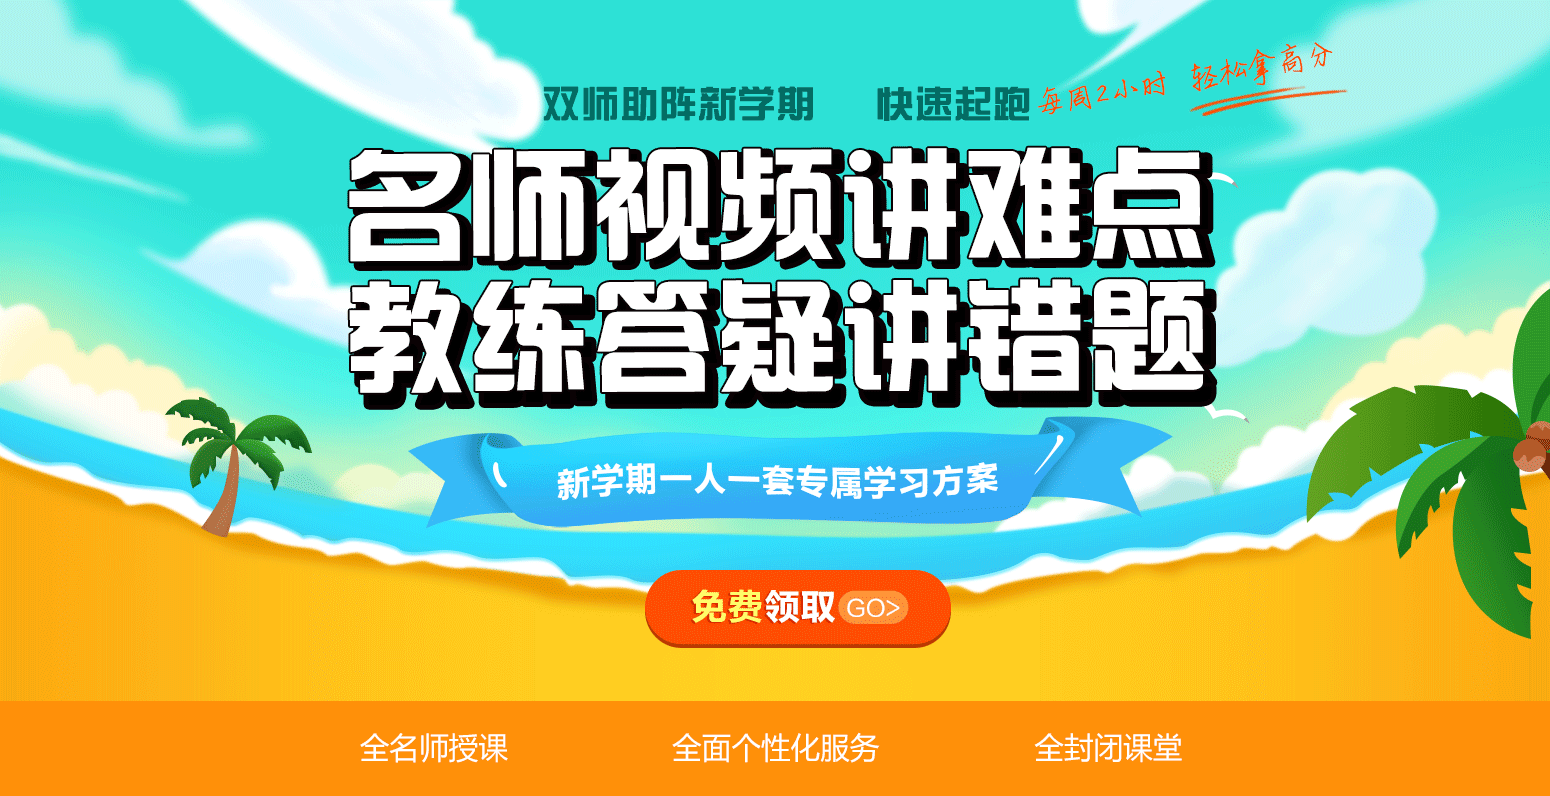 双师助阵新学期 快速起跑 每周2小时 轻松拿高分
名师视频讲难点
教练答疑讲错题
新学期一人一套专属学习方案
免费领取 GO>
全名师授课 全面个性化服务 全封闭课堂